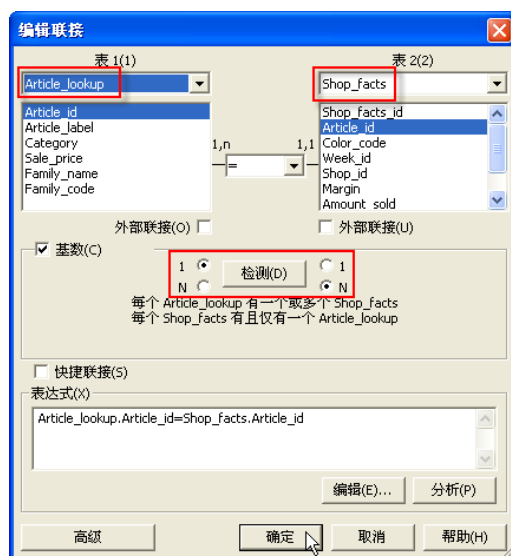 编辑联接
表 1(1)
表 2(2)
Article_lookup
Shop_facts
Article_id
Article_label
Category
Sale_price
Family_name
Family_code
1,n
=
1,1
Shop_facts_id
Article_id
Color_code
Week_id
Shop_id
Margin
Amount_sold
外部联接(O)
外部联接(U)
基数(C)
1
N
检测(D)
1
N
每个 Article_lookup 有一个或多个 Shop_facts
每个 Shop_facts 有且仅有一个 Article_lookup
快捷联接(S)
表达式(X)
Article_lookup.Article_id=Shop_facts.Article_id
编辑(E)...
分析(P)
高级
确定
取消
帮助(H)